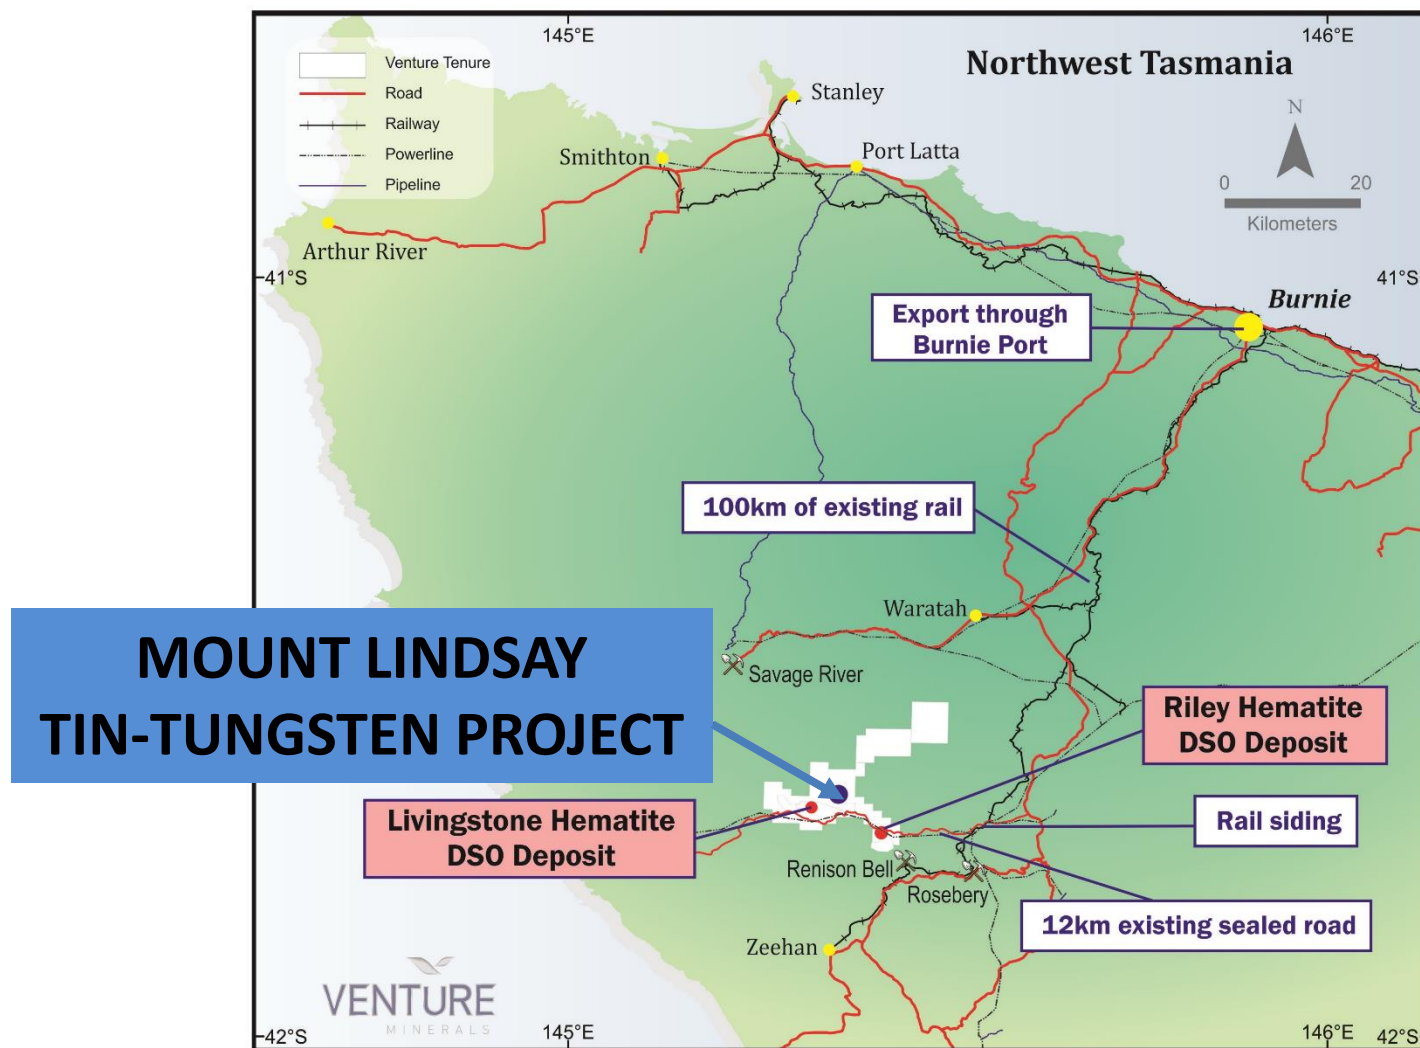 145°E
146°E
Northwest Tasmania
Venture Tenure
Road
Railway
Powerline
Pipeline
N
0 20
Kilometers
Stanley
Smithton
Port Latta
Arthur River
41°S
41°S
Burnie
Export through
Burnie Port
100km of existing rail
Waratah
Savage River
MOUNT LINDSAY
TIN-TUNGSTEN PROJECT
Riley Hematite
DSO Deposit
Livingstone Hematite
DSO Deposit
Rail siding
Renison Bell
Rosebery
12km existing sealed road
Zeehan
VENTURE
MINERALS
42°S
145°E
146°E
42°S